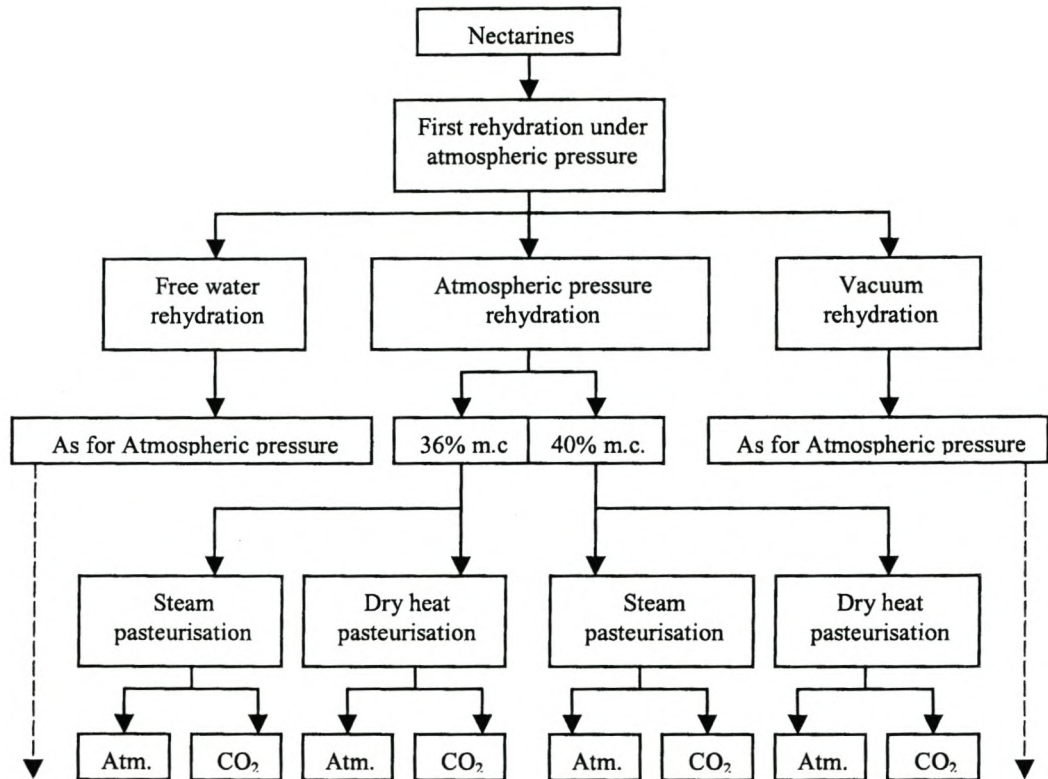 Nectarines
First rehydration under
atmospheric pressure
Free water
rehydration
Atmospheric pressure
rehydration
Vacuum
rehydration
As for Atmospheric pressure
36% m.c
40% m.c.
As for Atmospheric pressure
Steam
pasteurisation
Dry heat
pasteurisation
Steam
pasteurisation
Dry heat
pasteurisation
Atm.
CO₂
Atm.
CO₂
Atm.
CO₂
Atm.
CO₂